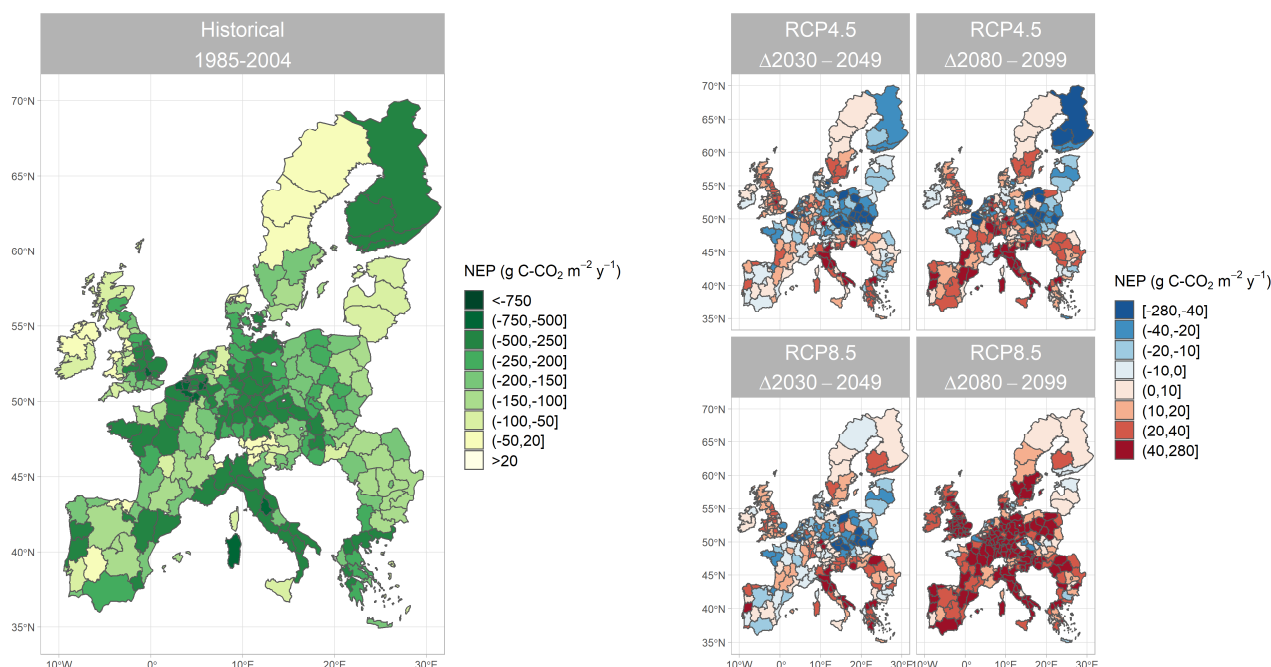 Historical
1985-2004
70°N
65°N
60°N
55°N
50°N
45°N
40°N
35°N
10°W
0°
10°E
20°E
30°E
NEP (g C-CO₂ m⁻² y⁻¹)
<-750
(-750,-500]
(-500,-250]
(-250,-200]
(-200,-150]
(-150,-100]
(-100,-50]
(-50,20]
>20
RCP4.5
Δ2030 – 2049
RCP4.5
Δ2080 – 2099
70°N
65°N
60°N
55°N
50°N
45°N
40°N
35°N
RCP8.5
Δ2030 – 2049
RCP8.5
Δ2080 – 2099
70°N
65°N
60°N
55°N
50°N
45°N
40°N
35°N
10°W
0°
10°E
20°E
30°E
10°W
0°
10°E
20°E
30°E
NEP (g C-CO₂ m⁻² y⁻¹)
[-280,-40]
(-40,-20]
(-20,-10]
(-10,0]
(0,10]
(10,20]
(20,40]
(40,280]